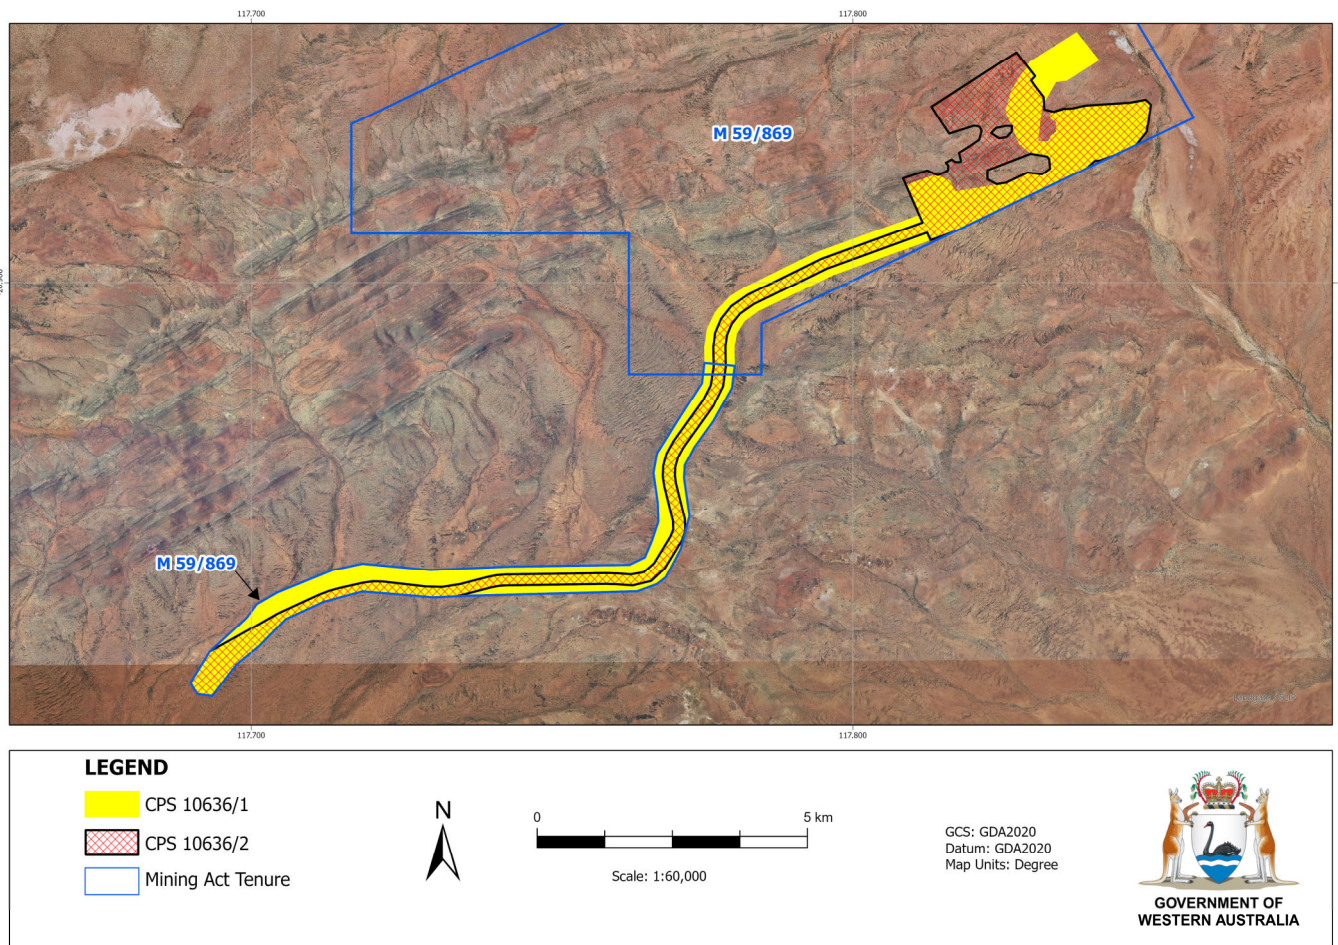 117.700
117.800
M 59/869
M 59/869
117.700
117.800
LEGEND
CPS 10636/1
CPS 10636/2
Mining Act Tenure
N
0
5 km
Scale: 1:60,000
GCS: GDA2020
Datum: GDA2020
Map Units: Degree
GOVERNMENT OF
WESTERN AUSTRALIA